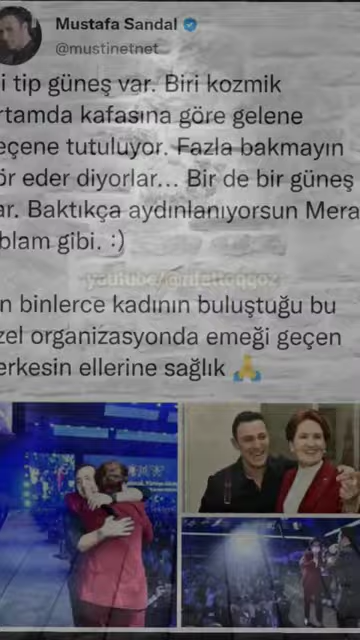 Mustafa Sandal
@mustinetnet
i tip güneş var. Biri kozmik
rtamda kafasına göre gelene
eçene tutuluyor. Fazla bakmayın
ör eder diyorlar... Bir de bir güneş
ar. Baktıkça aydınlanıyorsun Mera
blam gibi. :)
n binlerce kadının buluştuğu bu
zel organizasyonda emeği geçen
erkesin ellerine sağlık 🙏